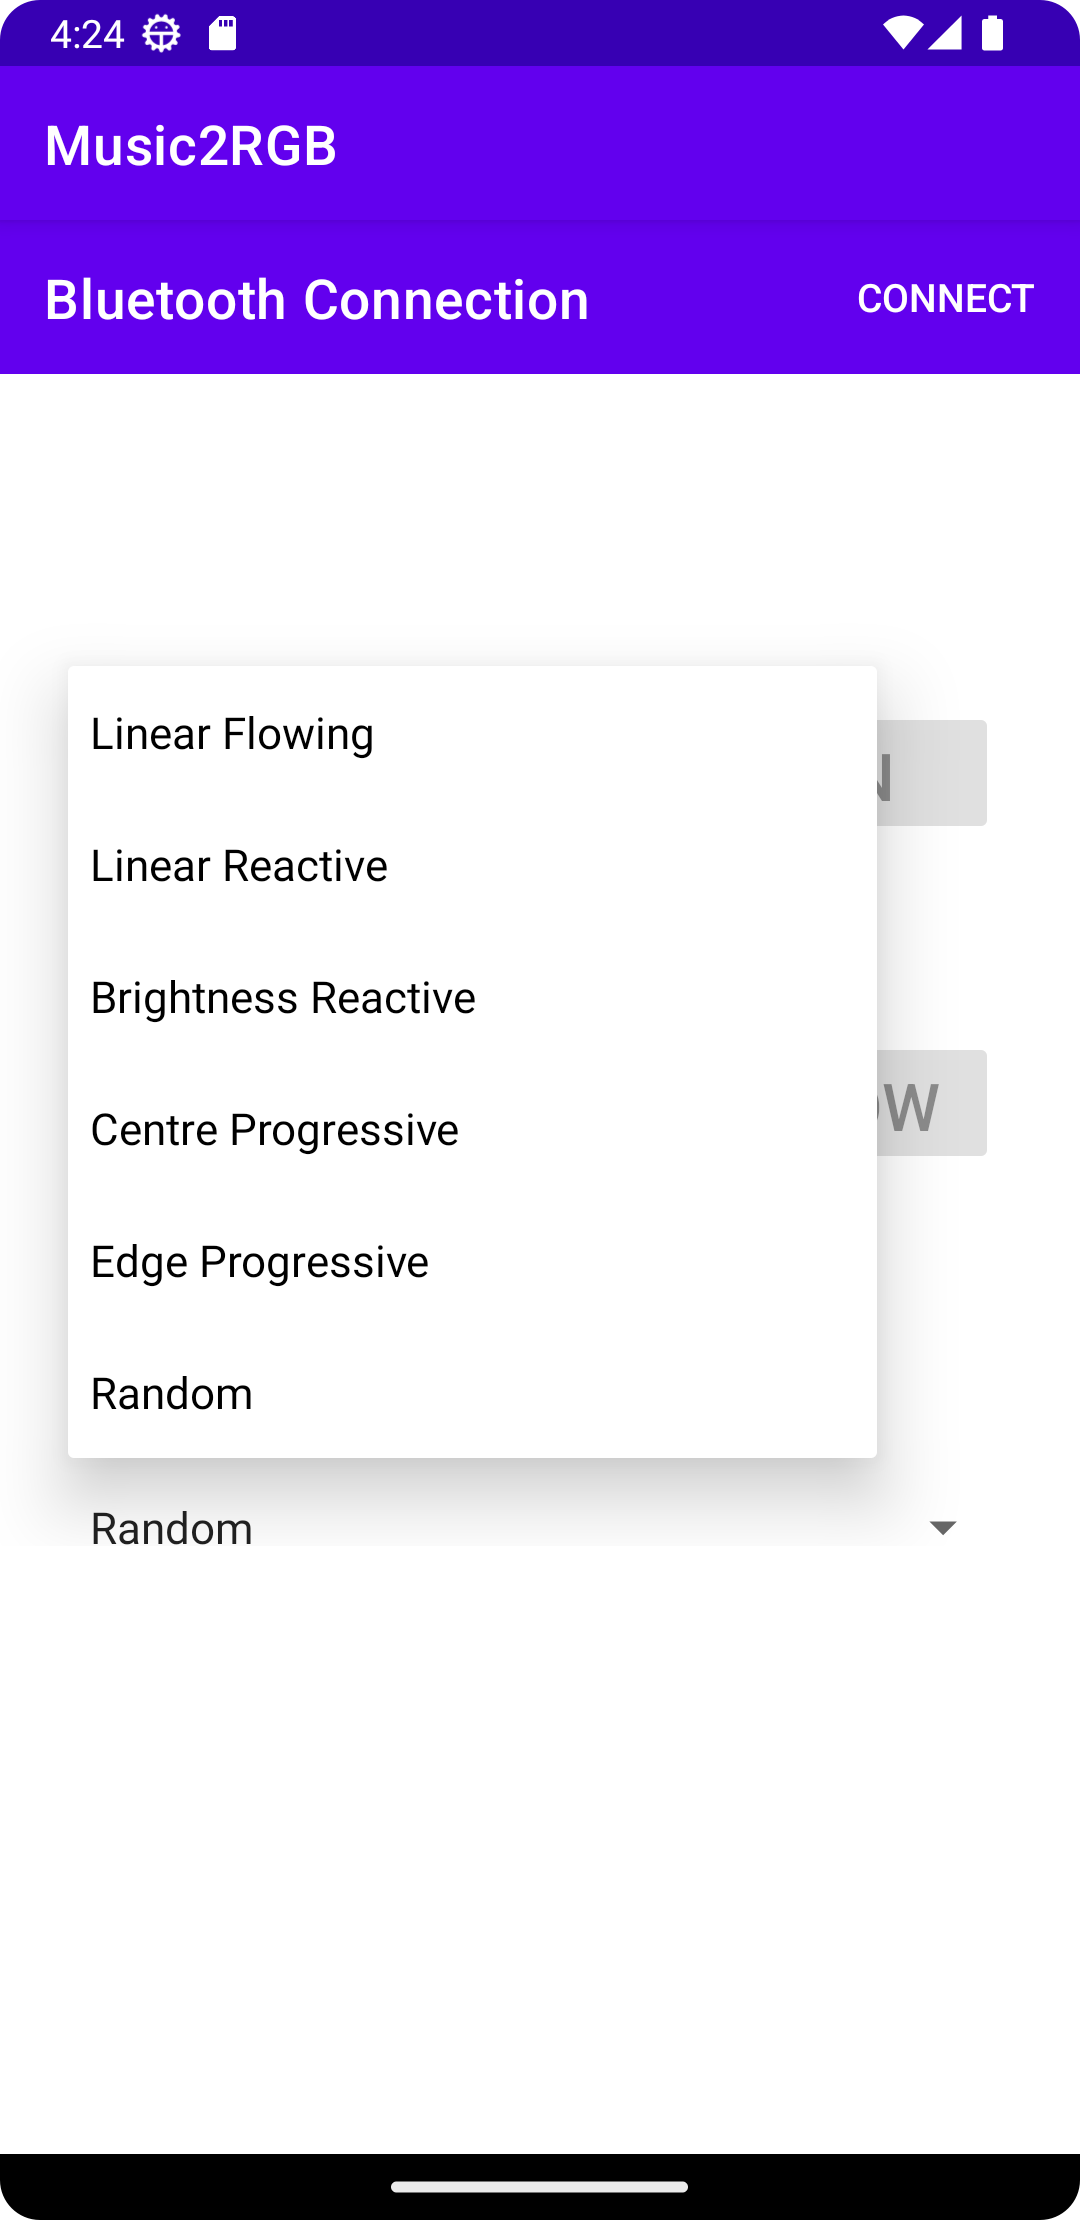 4:24
Music2RGB
Bluetooth Connection
CONNECT
Linear Flowing
Linear Reactive
Brightness Reactive
Centre Progressive
Edge Progressive
Random
Random